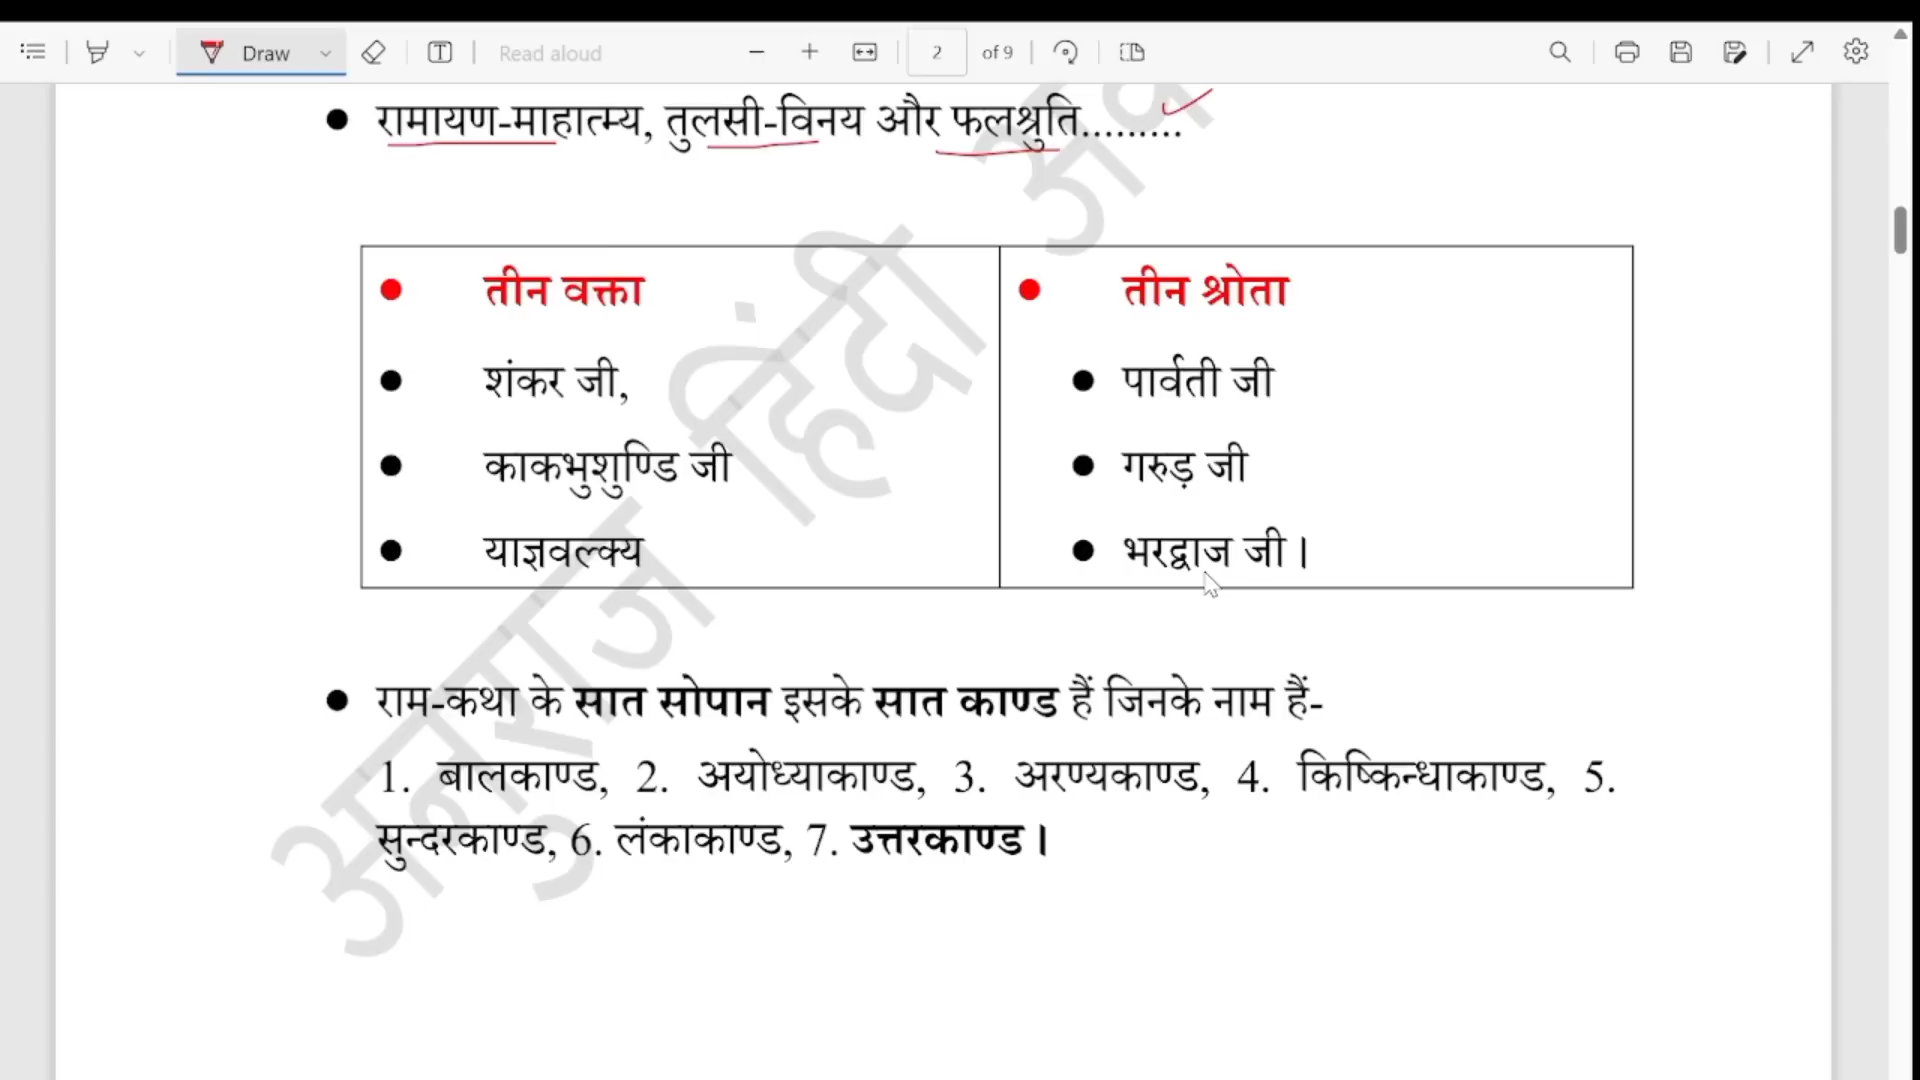 Draw
Read aloud
2 of 9
● रामायण-माहात्म्य, तुलसी-विनय और फलश्रुति.........
● तीन वक्ता
● शंकर जी,
● काकभुशुण्डि जी
● याज्ञवल्क्य
● तीन श्रोता
● पार्वती जी
● गरुड़ जी
● भरद्वाज जी।
● राम-कथा के सात सोपान इसके सात काण्ड हैं जिनके नाम हैं-
1. बालकाण्ड, 2. अयोध्याकाण्ड, 3. अरण्यकाण्ड, 4. किष्किन्धाकाण्ड, 5.
सुन्दरकाण्ड, 6. लंकाकाण्ड, 7. उत्तरकाण्ड।
अनुराज हिंदी